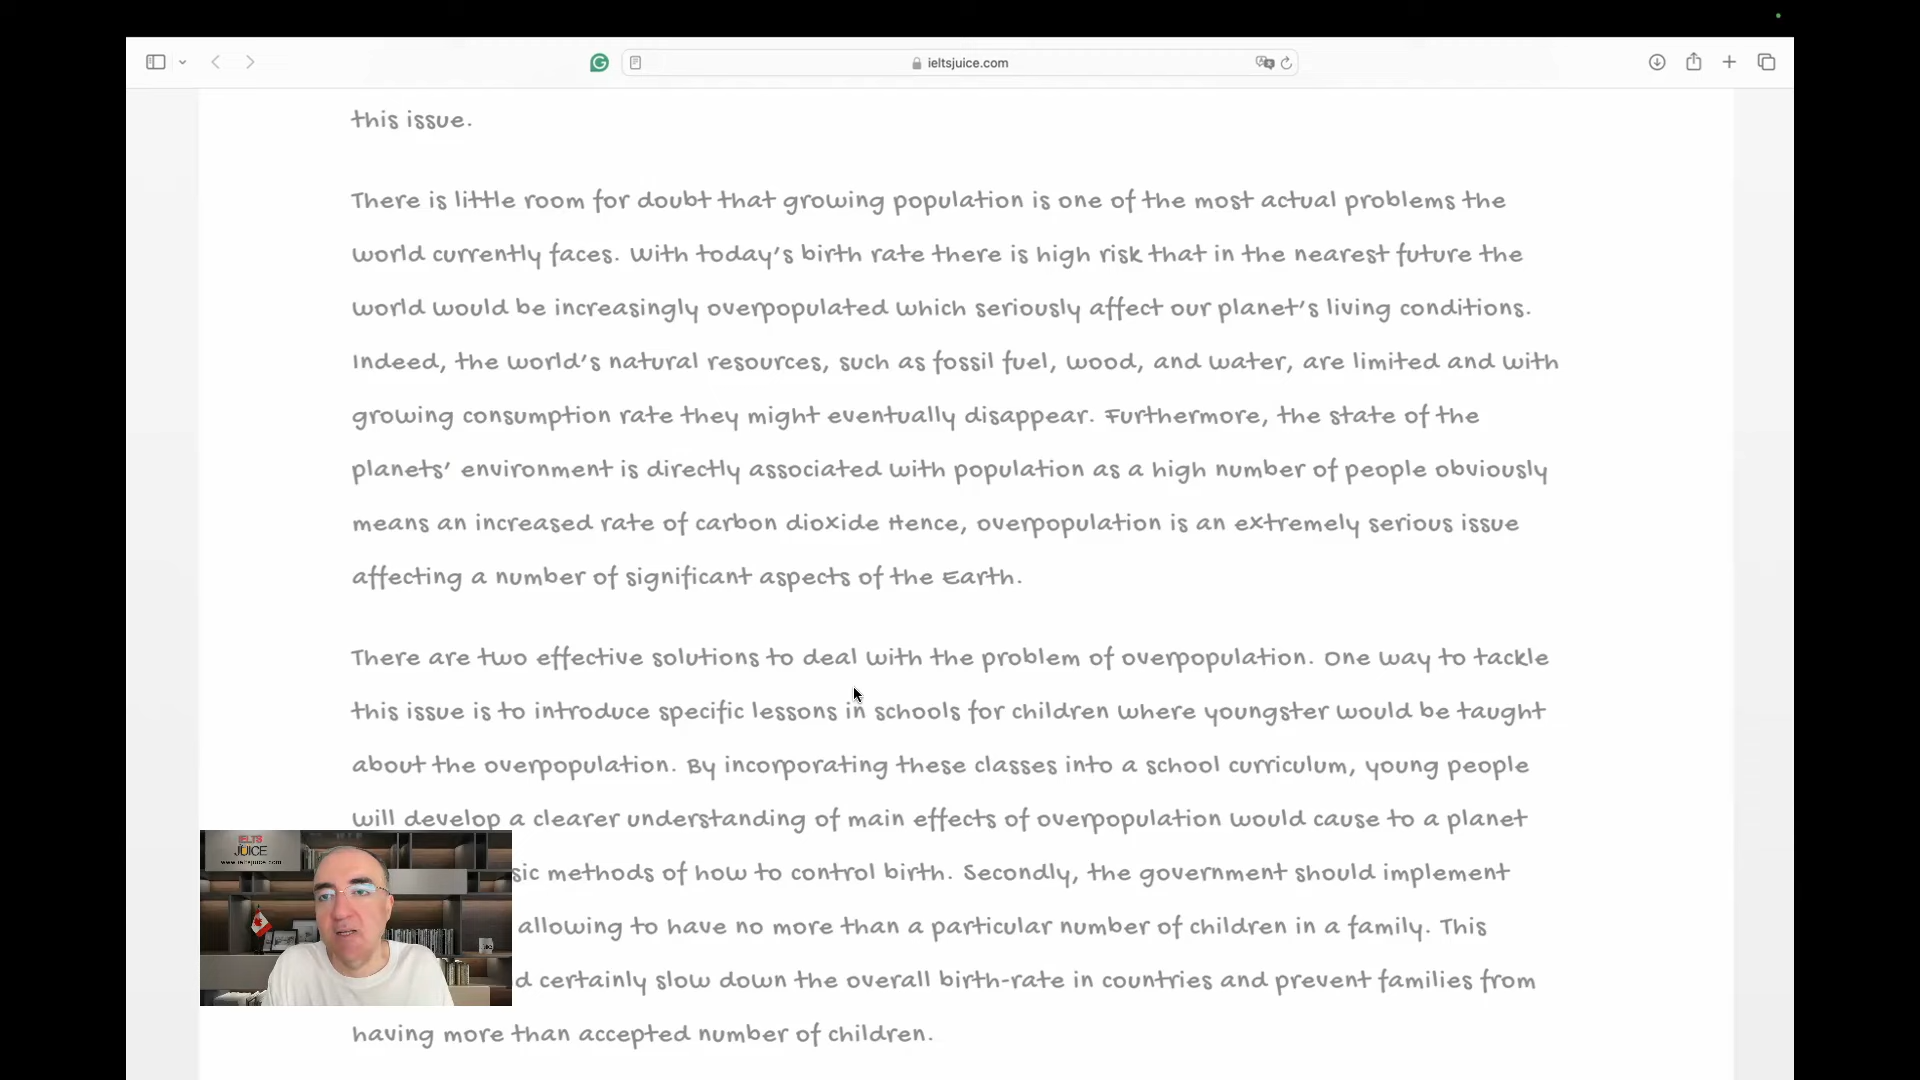 ieltsjuice.com
this issue.
There is little room for doubt that growing population is one of the most actual problems the
world currently faces. With today's birth rate there is high risk that in the nearest future the
world would be increasingly overpopulated which seriously affect our planet's living conditions.
Indeed, the world's natural resources, such as fossil fuel, wood, and water, are limited and with
growing consumption rate they might eventually disappear. Furthermore, the state of the
planets' environment is directly associated with population as a high number of people obviously
means an increased rate of carbon dioxide Hence, overpopulation is an extremely serious issue
affecting a number of significant aspects of the Earth.
There are two effective solutions to deal with the problem of overpopulation. One way to tackle
this issue is to introduce specific lessons in schools for children where youngster would be taught
about the overpopulation. By incorporating these classes into a school curriculum, young people
will develop a clearer understanding of main effects of overpopulation would cause to a planet
sic methods of how to control birth. Secondly, the government should implement
allowing to have no more than a particular number of children in a family. This
d certainly slow down the overall birth-rate in countries and prevent families from
having more than accepted number of children.
IELTS
JUICE
www.ieltsjuice.com